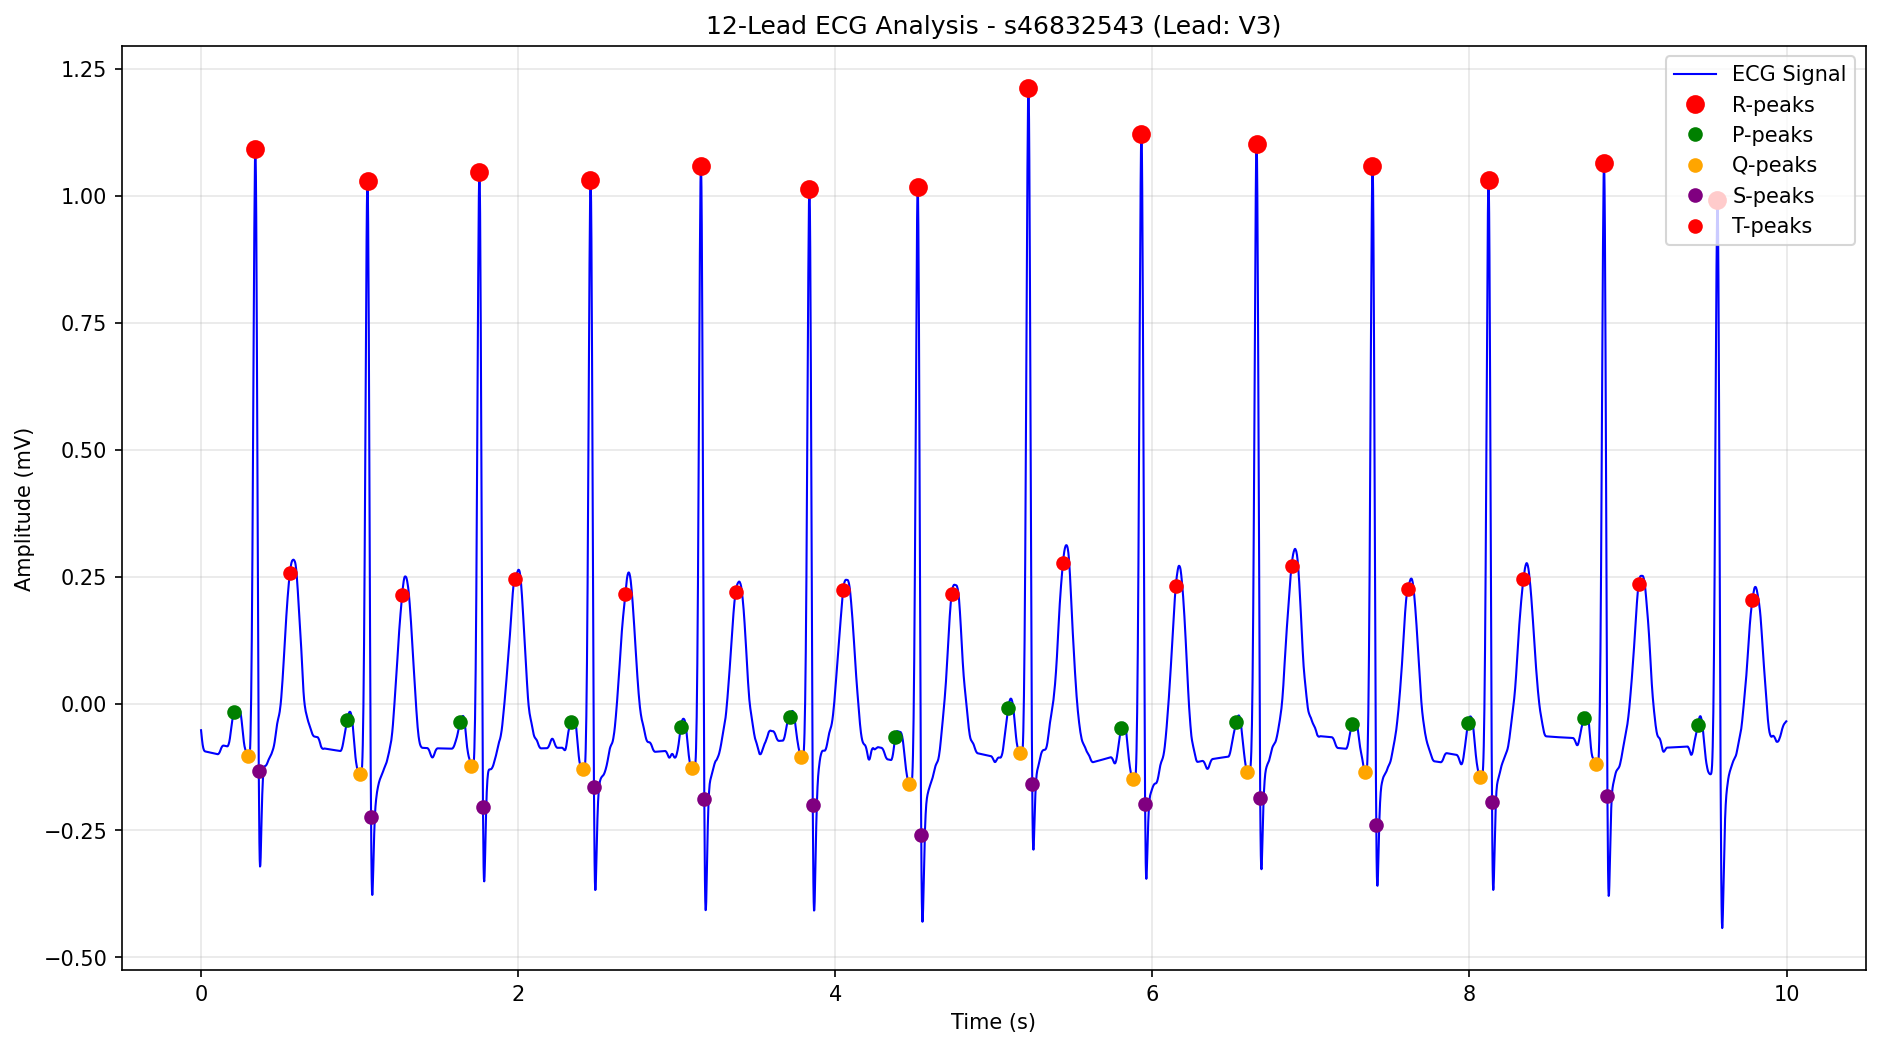 12-Lead ECG Analysis - s46832543 (Lead: V3)
1.25
1.00
0.75
0.50
0.25
0.00
−0.25
−0.50
Amplitude (mV)
0
2
4
6
8
10
Time (s)
ECG Signal
R-peaks
P-peaks
Q-peaks
S-peaks
T-peaks